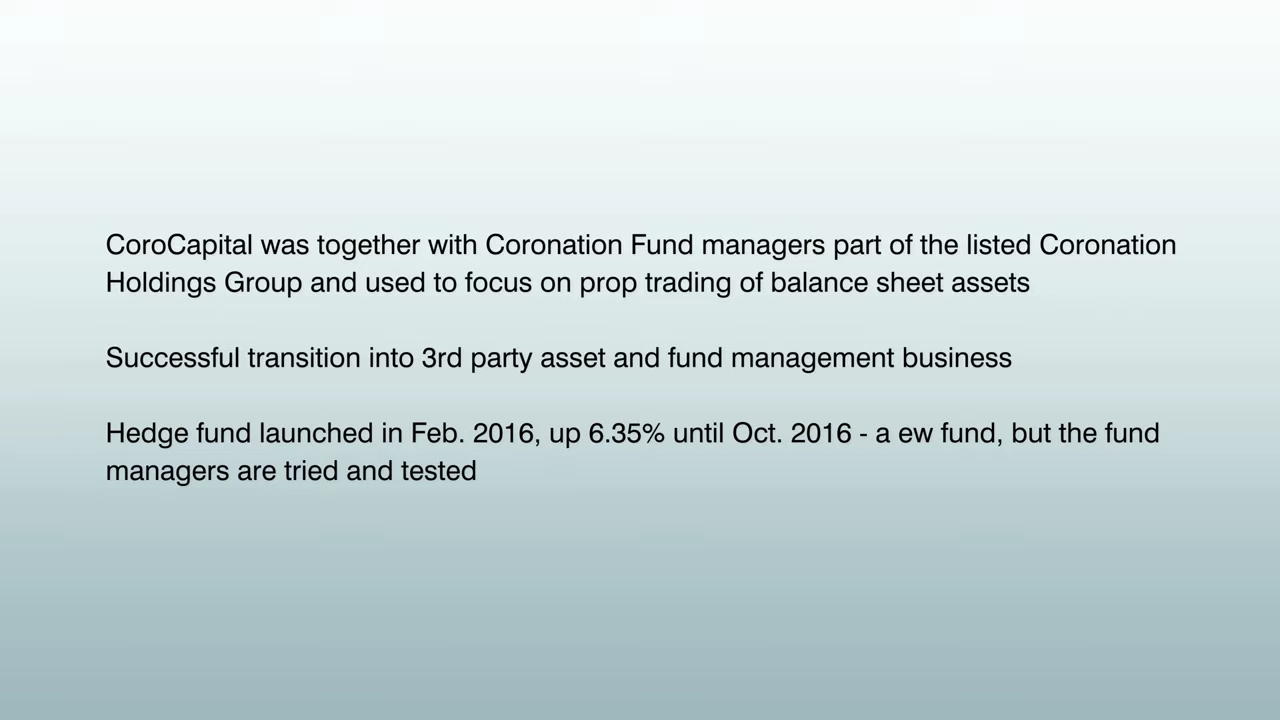 CoroCapital was together with Coronation Fund managers part of the listed Coronation
Holdings Group and used to focus on prop trading of balance sheet assets
Successful transition into 3rd party asset and fund management business
Hedge fund launched in Feb. 2016, up 6.35% until Oct. 2016 - a ew fund, but the fund
managers are tried and tested